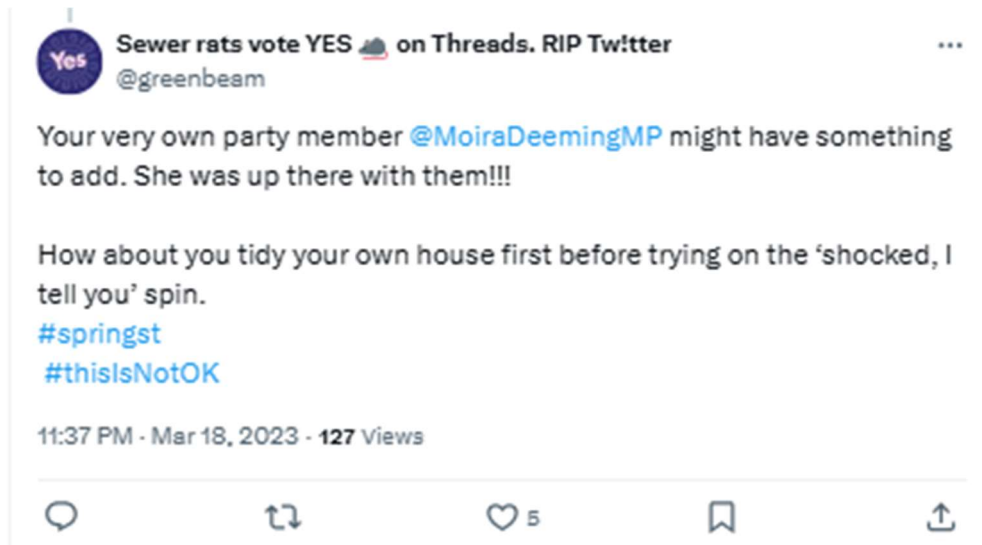 Sewer rats vote YES 🐀 on Threads. RIP Tw!tter
Yes
@greenbeam
Your very own party member @MoiraDeemingMP might have something
to add. She was up there with them!!!
How about you tidy your own house first before trying on the ‘shocked, I
tell you’ spin.
#springst
#thisIsNotOK
11:37 PM · Mar 18, 2023 · 127 Views
5